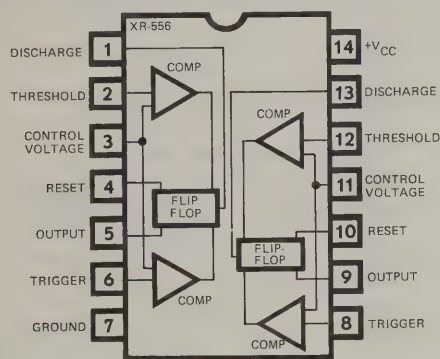 XR-556
DISCHARGE 1
THRESHOLD 2
CONTROL
VOLTAGE 3
RESET 4
OUTPUT 5
TRIGGER 6
GROUND 7
COMP
FLIP
FLOP
COMP
14 +VCC
13 DISCHARGE
12 THRESHOLD
11 CONTROL
VOLTAGE
10 RESET
9 OUTPUT
8 TRIGGER
COMP
FLIP-
FLOP
COMP